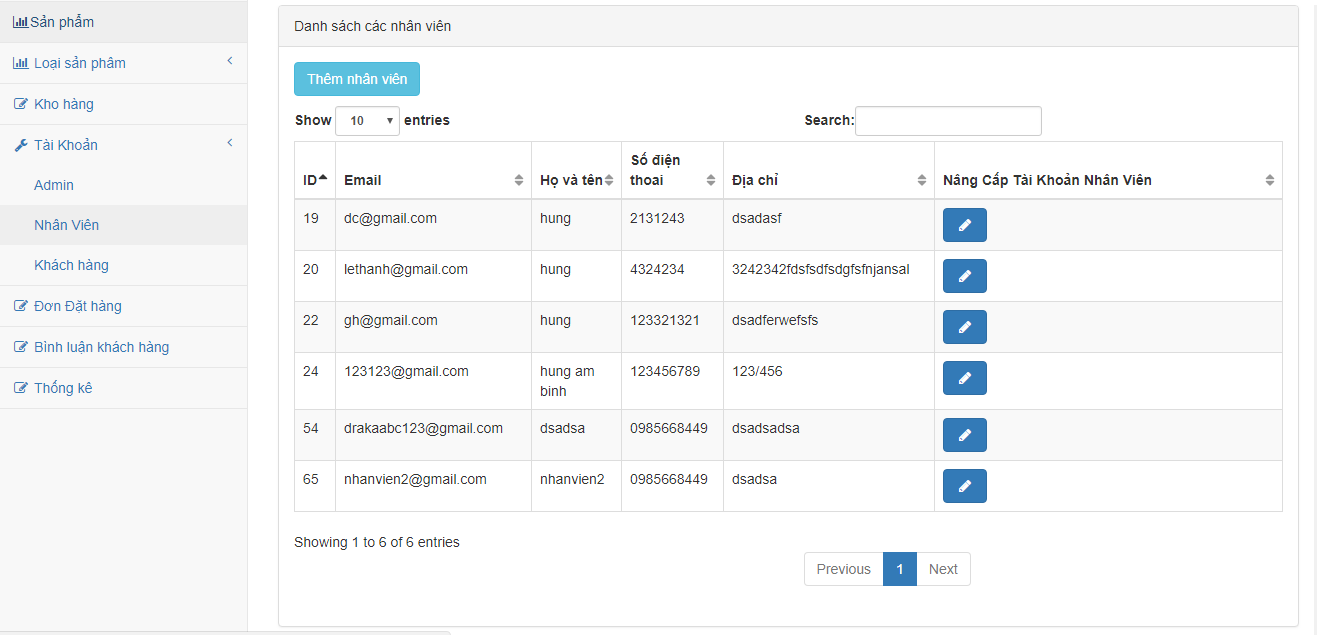 Sản phẩm
Loại sản phâm
Kho hàng
Tài Khoản
Admin
Nhân Viên
Khách hàng
Đơn Đặt hàng
Bình luận khách hàng
Thống kê
Danh sách các nhân viên
Thêm nhân viên
Show 10 entries
Search:
ID Email Họ và tên Số điện thoai Địa chỉ Nâng Cấp Tài Khoản Nhân Viên
19 dc@gmail.com hung 2131243 dsadasf
20 lethanh@gmail.com hung 4324234 3242342fdsfsdfsdgfsfnjansal
22 gh@gmail.com hung 123321321 dsadferwefsfs
24 123123@gmail.com hung am binh 123456789 123/456
54 drakaabc123@gmail.com dsadsa 0985668449 dsadsadsa
65 nhanvien2@gmail.com nhanvien2 0985668449 dsadsa
Showing 1 to 6 of 6 entries
Previous 1 Next